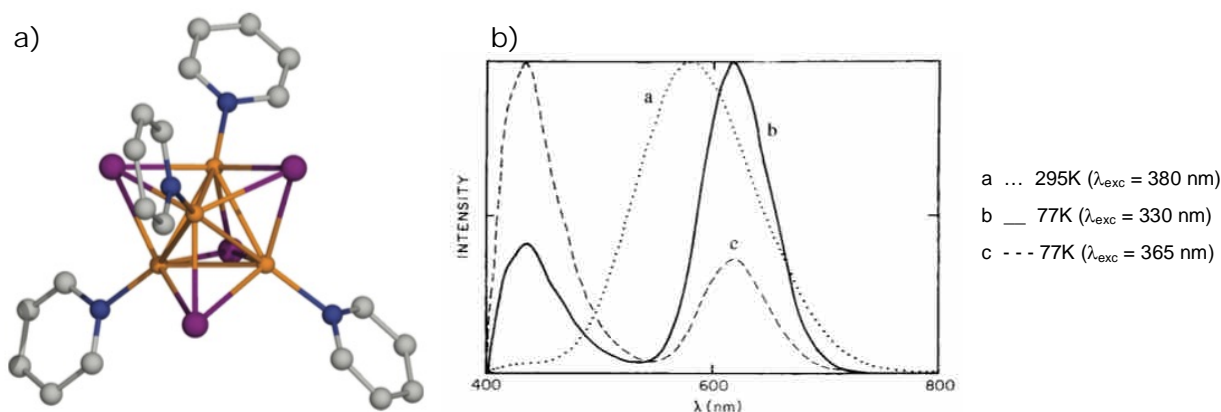 a)
b)
INTENSITY
a
b
c
400
600
800
λ (nm)
a … 295K (λexc = 380 nm)
b __ 77K (λexc = 330 nm)
c - - - 77K (λexc = 365 nm)